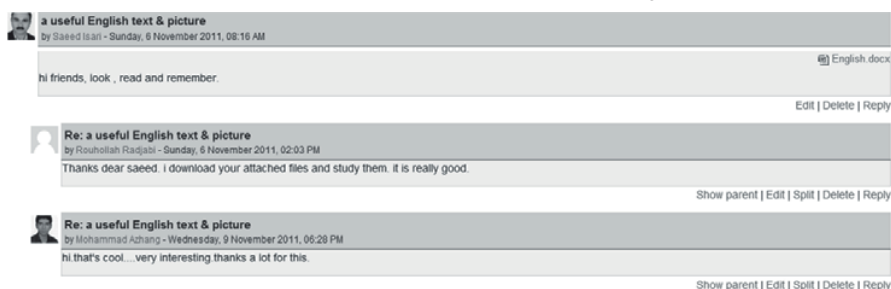 a useful English text & picture
by Saeed Isari - Sunday, 6 November 2011, 08:16 AM
English.docx
hi friends, look , read and remember.
Edit | Delete | Reply
Re: a useful English text & picture
by Rouhollah Radjabi - Sunday, 6 November 2011, 02:03 PM
Thanks dear saeed. i download your attached files and study them. it is really good.
Show parent | Edit | Split | Delete | Reply
Re: a useful English text & picture
by Mohammad Azhang - Wednesday, 9 November 2011, 06:28 PM
hi.that's cool....very interesting.thanks a lot for this.
Show parent | Edit | Split | Delete | Reply